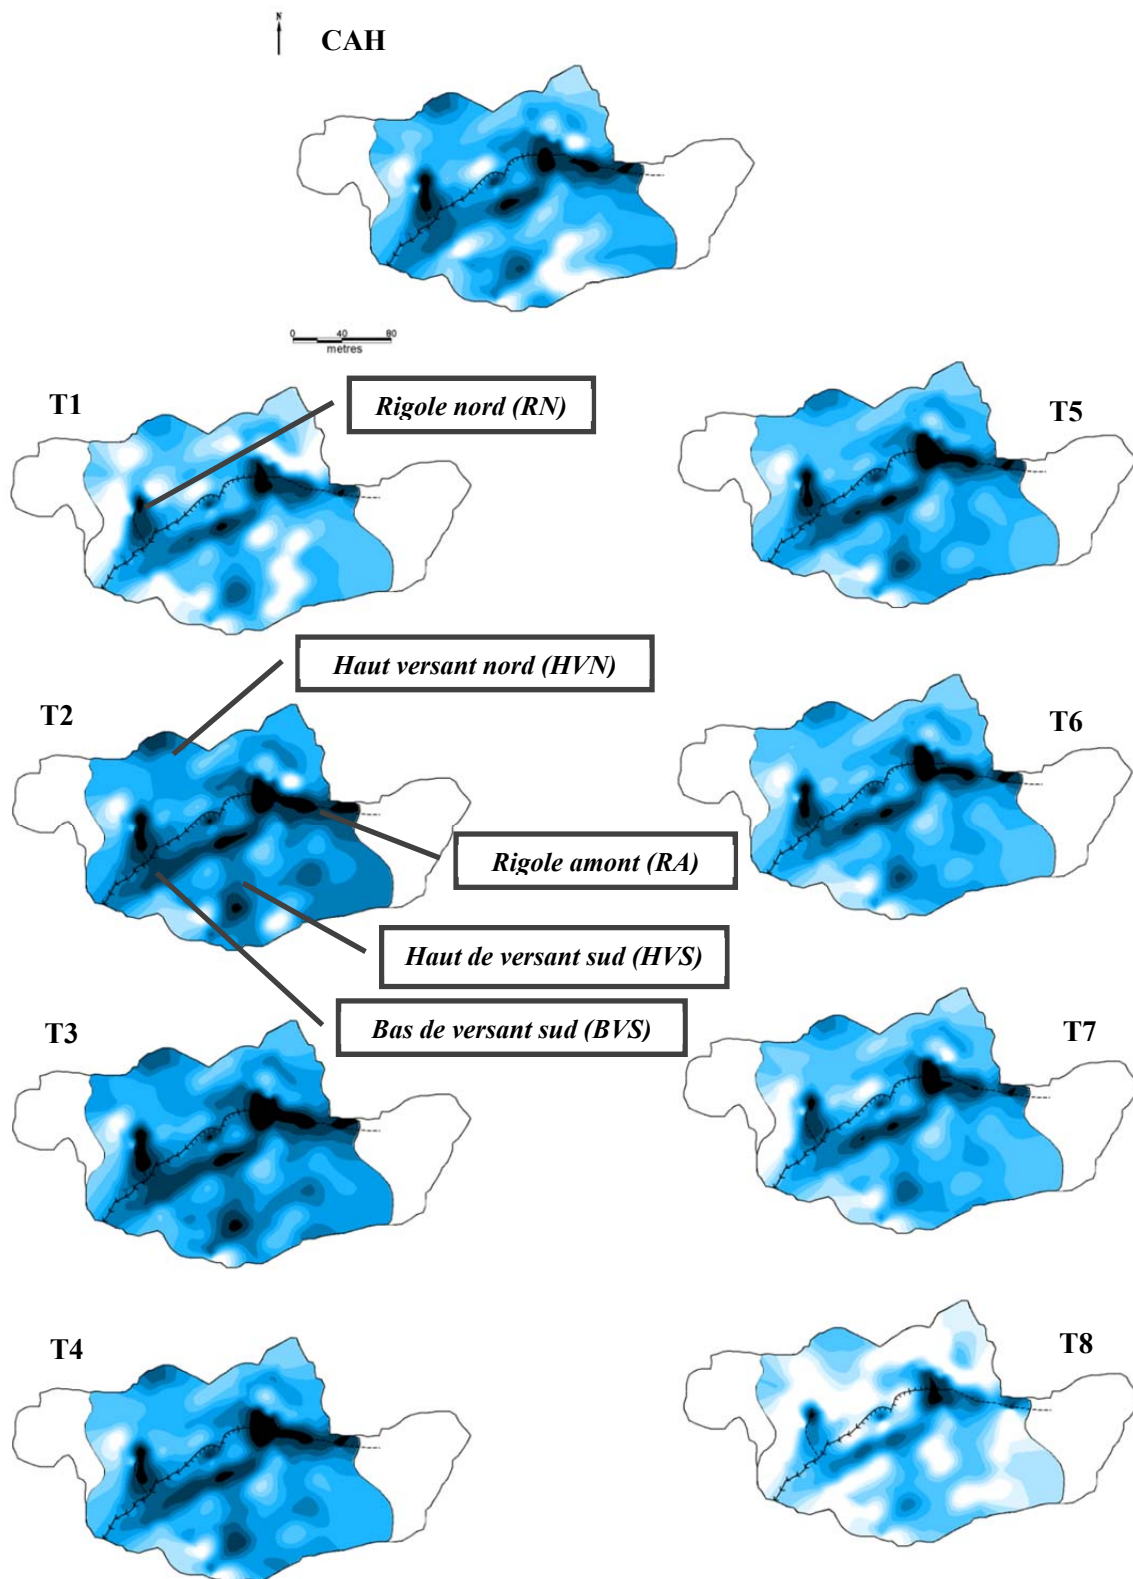 N
CAH
0 40 80
metres
T1
Rigole nord (RN)
T5
Haut versant nord (HVN)
T2
T6
Rigole amont (RA)
Haut de versant sud (HVS)
Bas de versant sud (BVS)
T3
T7
T4
T8